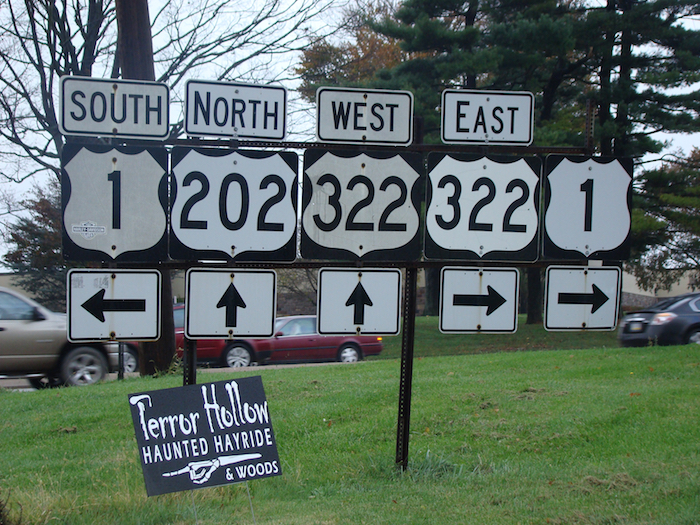 SOUTH NORTH WEST EAST
1 202 322 322 1
Terror Hollow
HAUNTED HAYRIDE
& WOODS